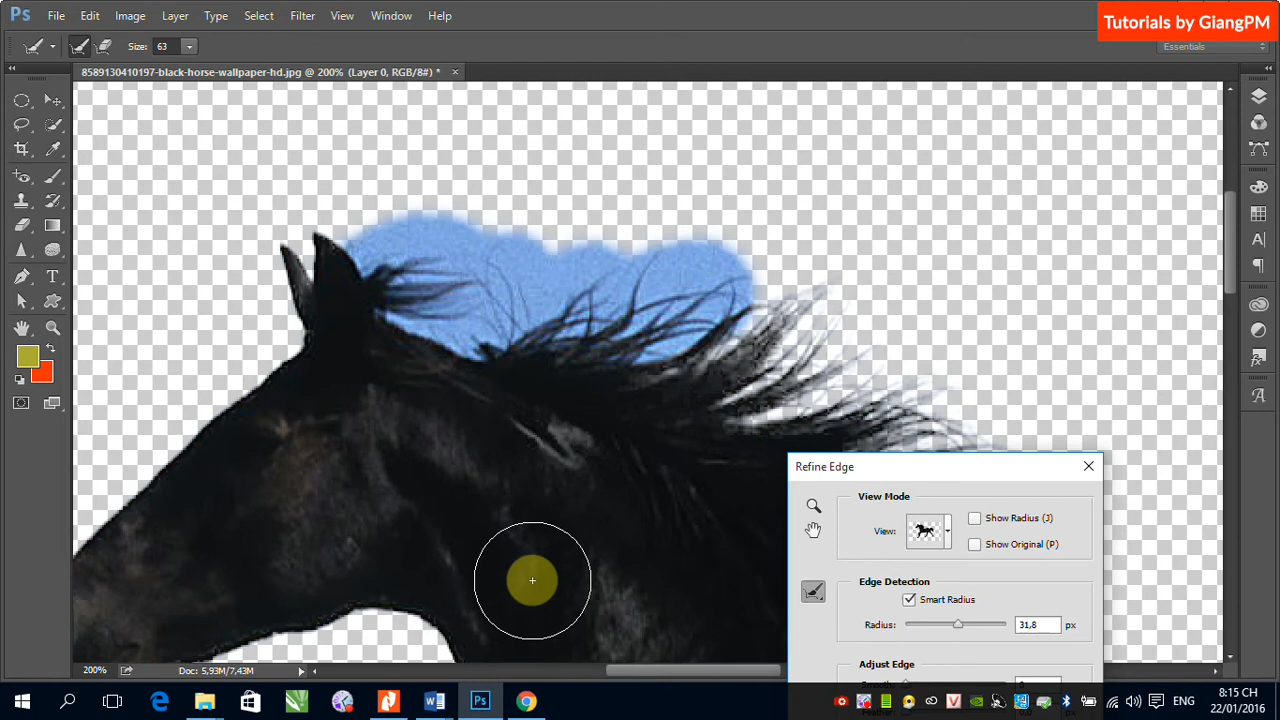 Ps File Edit Image Layer Type Select Filter View Window Help
Tutorials by GiangPM
Size: 63
Essentials
8589130410197-black-horse-wallpaper-hd.jpg @ 200% (Layer 0, RGB/8#) *
Refine Edge
View Mode
View:
Show Radius (J)
Show Original (P)
Edge Detection
Smart Radius
Radius: 31,8 px
Adjust Edge
200% Doc: 5,93M/7,43M
ENG
8:15 CH
22/01/2016